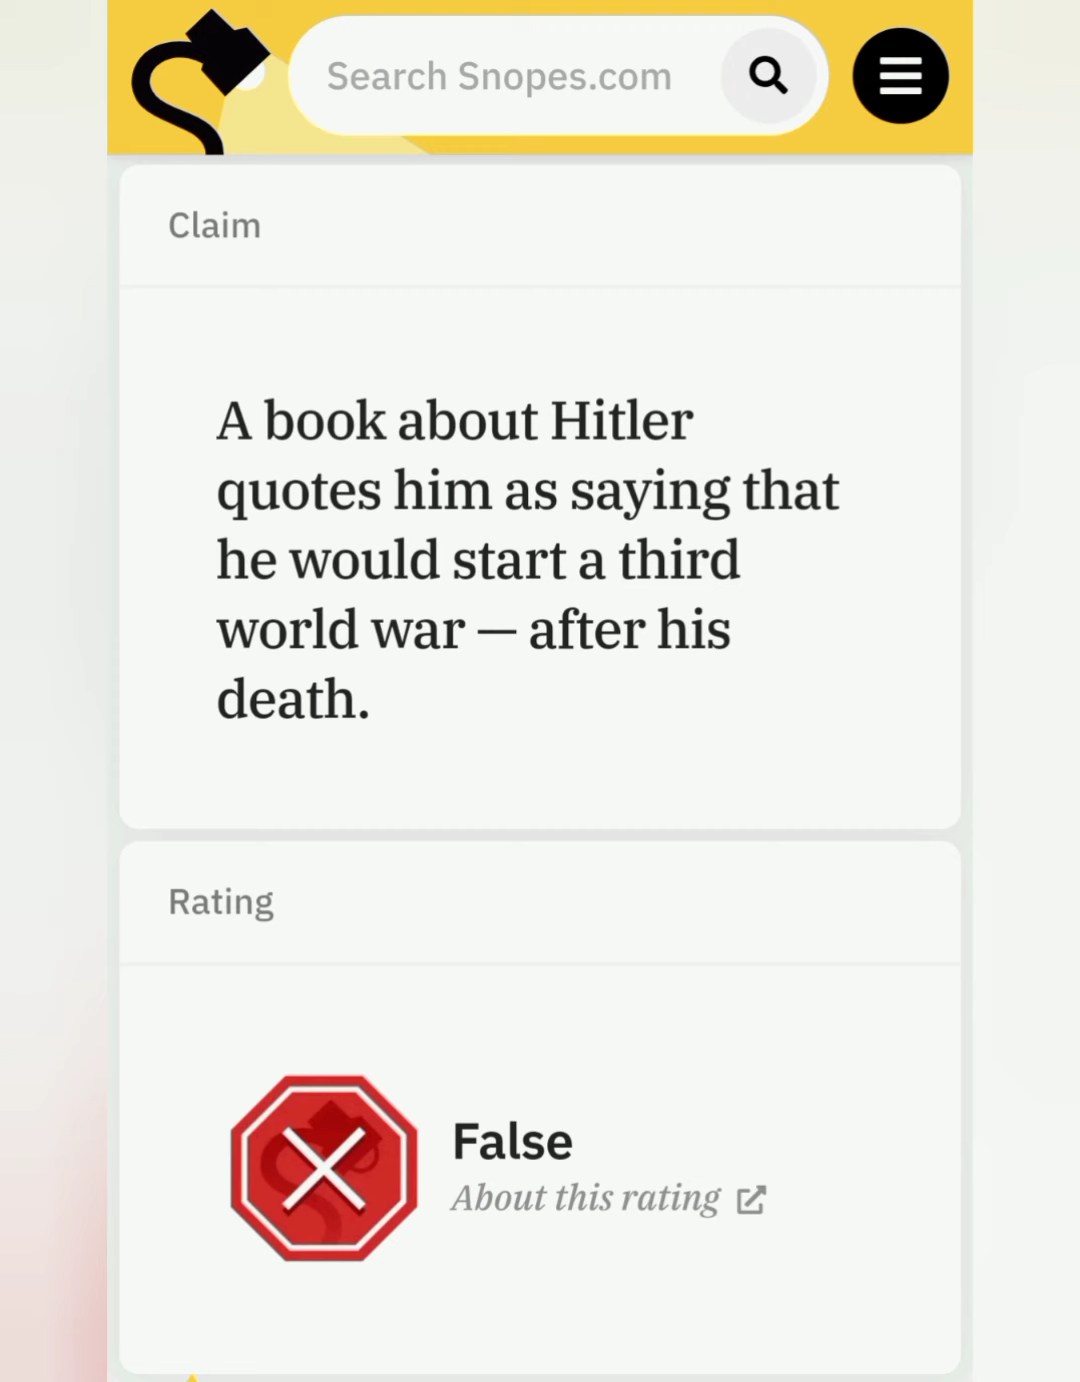 Search Snopes.com
Claim
A book about Hitler
quotes him as saying that
he would start a third
world war — after his
death.
Rating
False
About this rating